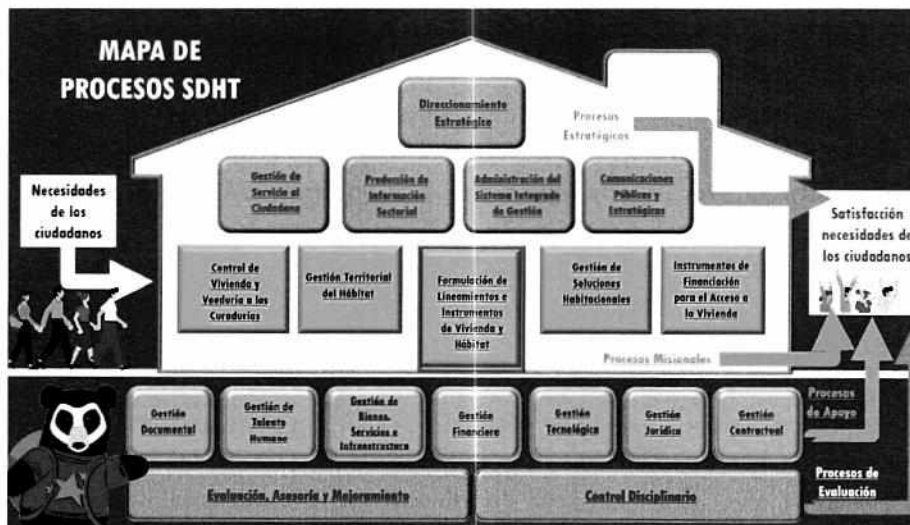 MAPA DE
PROCESOS SDHT
Direccionamiento
Estratégico
Procesos
Estratégicos
Gestión de
Servicio al
Ciudadano
Producción de
Información
Sectorial
Administración del
Sistema Integrado
de Gestión
Comunicaciones
Públicas y
Estratégicas
Necesidades
de los
ciudadanos
Satisfacción
necesidades de
los ciudadanos
Control de
Vivienda y
Veeduría a las
Curadurías
Gestión Territorial
del Hábitat
Formulación de
Lineamientos e
Instrumentos
de Vivienda y
Hábitat
Gestión de
Soluciones
Habitacionales
Instrumentos de
Financiación
para el Acceso a
la Vivienda
Procesos Misionales
Gestión
Documental
Gestión de
Talento
Humano
Gestión de
Bienes,
Servicios e
Infraestructura
Gestión
Financiera
Gestión
Tecnológica
Gestión
Jurídica
Gestión
Contractual
Procesos
de Apoyo
Evaluación, Asesoría y Mejoramiento
Control Disciplinario
Procesos de
Evaluación